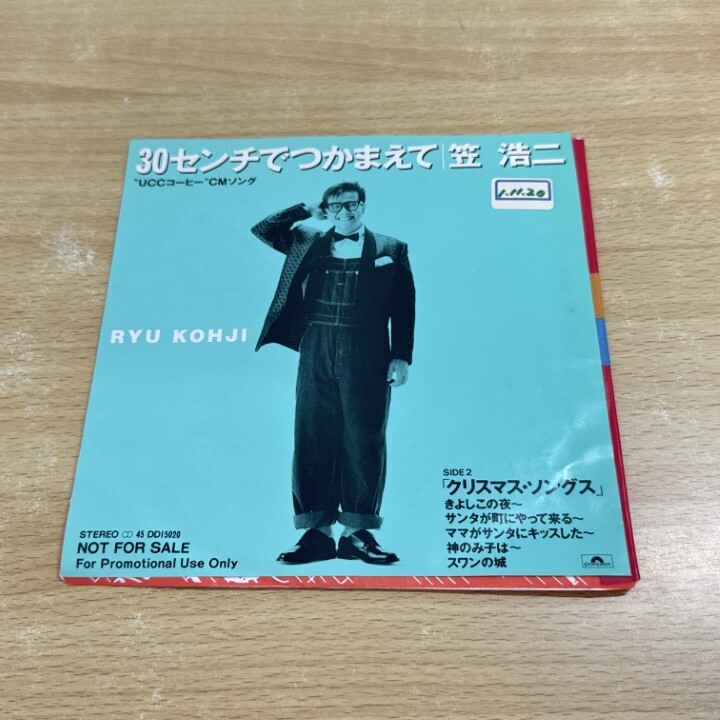 30センチでつかまえて|笠 浩二
"UCCコーヒー"CMソング
1.11.20
RYU KOHJI
SIDE 2
「クリスマス・ソングス」
きよしこの夜~
サンタが町にやって来る~
ママがサンタにキッスした~
神のみ子は~
スワンの城
STEREO 45 DDI5020
NOT FOR SALE
For Promotional Use Only
polydor